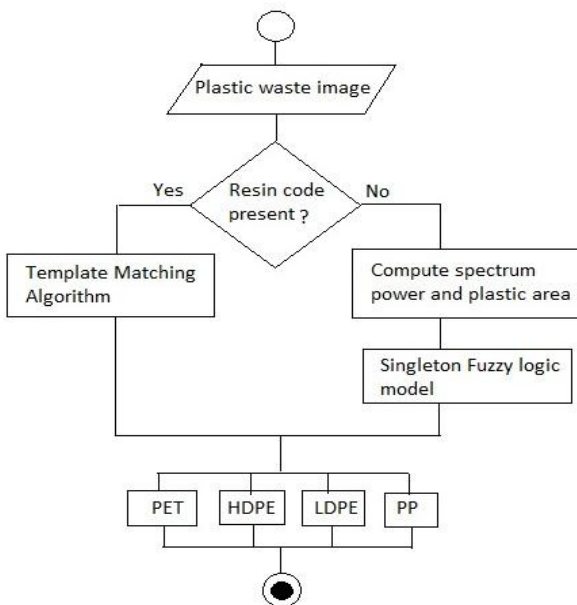 Plastic waste image
Yes
Resin code
present ?
No
Template Matching
Algorithm
Compute spectrum
power and plastic area
Singleton Fuzzy logic
model
PET
HDPE
LDPE
PP